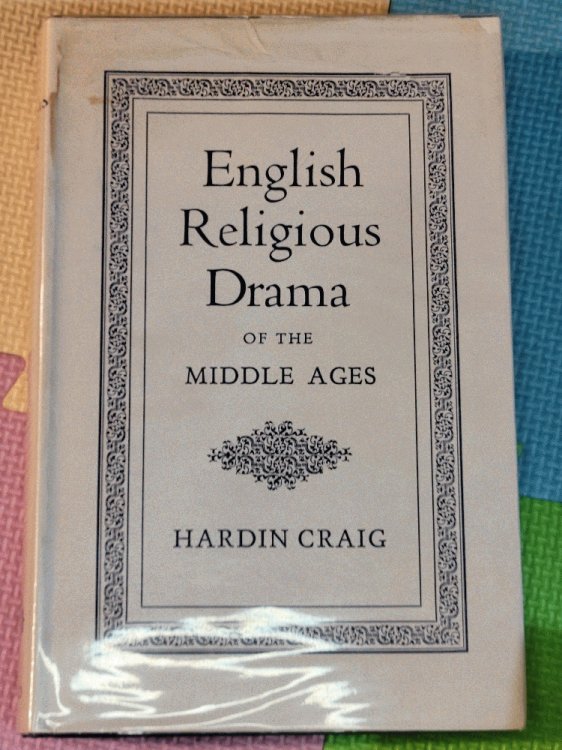 English
Religious
Drama
OF THE
MIDDLE AGES
HARDIN CRAIG